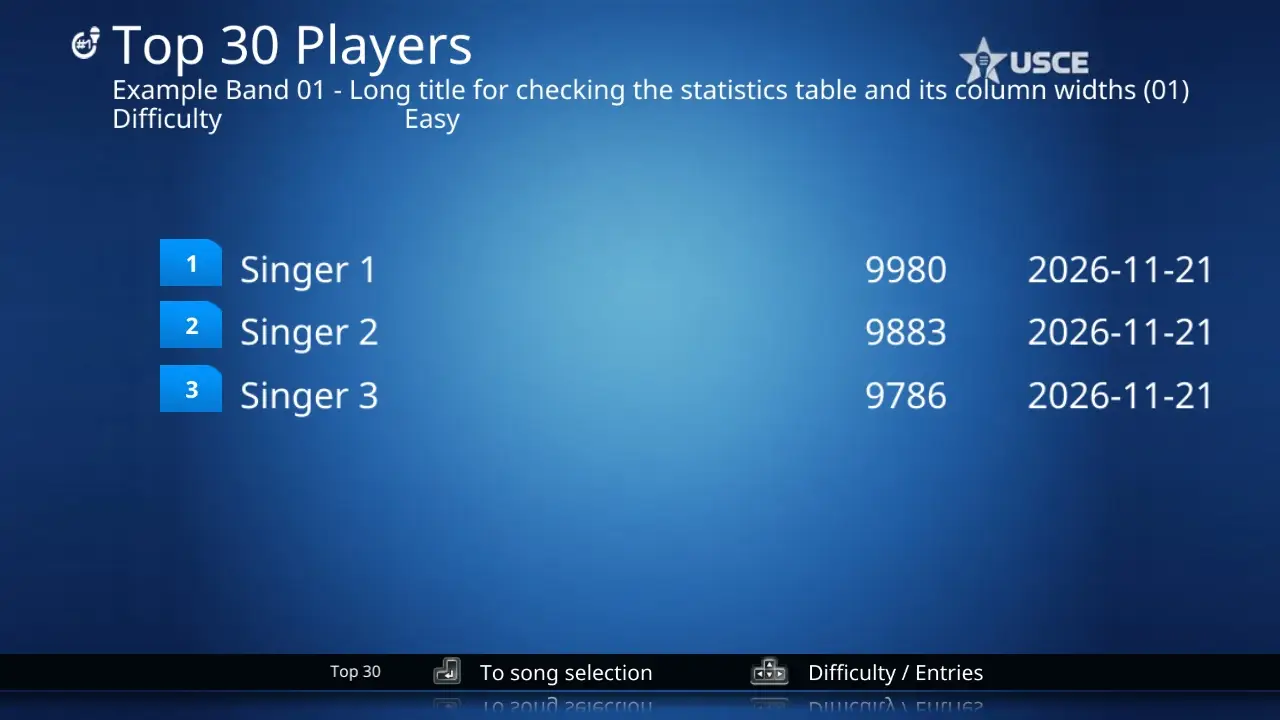 Top 30 Players
USCE
Example Band 01 - Long title for checking the statistics table and its column widths (01)
Difficulty Easy
1 Singer 1 9980 2026-11-21
2 Singer 2 9883 2026-11-21
3 Singer 3 9786 2026-11-21
Top 30 To song selection Difficulty / Entries